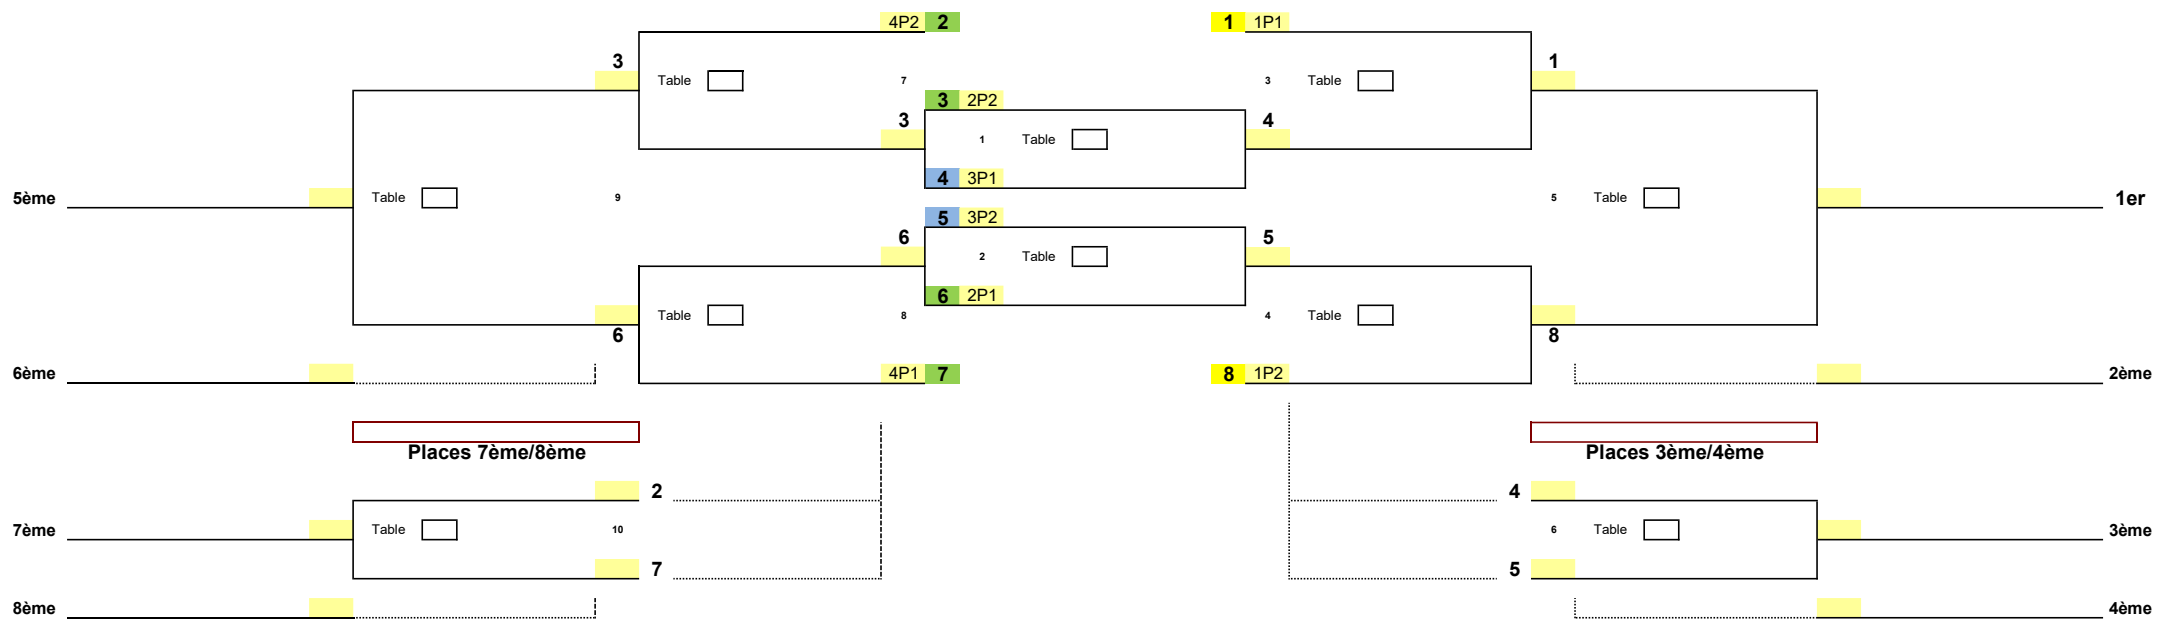 4P2 2 1 1P1
3 1
Table 7 3 Table
3 2P2
3 4
1 Table
4 3P1
5ème Table 9 5 Table 1er
5 3P2
6 5
2 Table
6 2P1
Table 8 4 Table
6 8
6ème 4P1 7 8 1P2 2ème
Places 7ème/8ème Places 3ème/4ème
2 4
7ème Table 10 6 Table 3ème
7 5
8ème 4ème